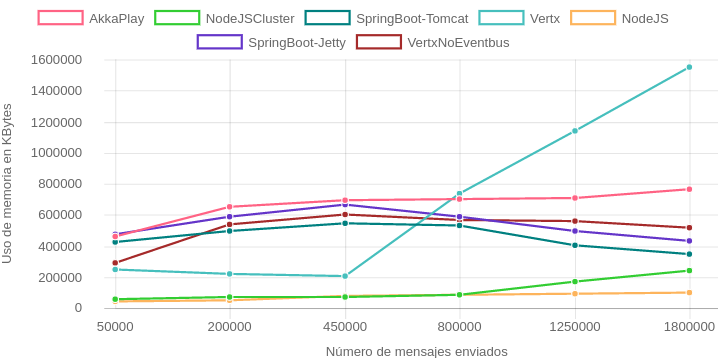 AkkaPlay NodeJSCluster SpringBoot-Tomcat Vertx NodeJS
SpringBoot-Jetty VertxNoEventbus
Uso de memoria en KBytes
1600000
1400000
1200000
1000000
800000
600000
400000
200000
0
50000 200000 450000 800000 1250000 1800000
Número de mensajes enviados